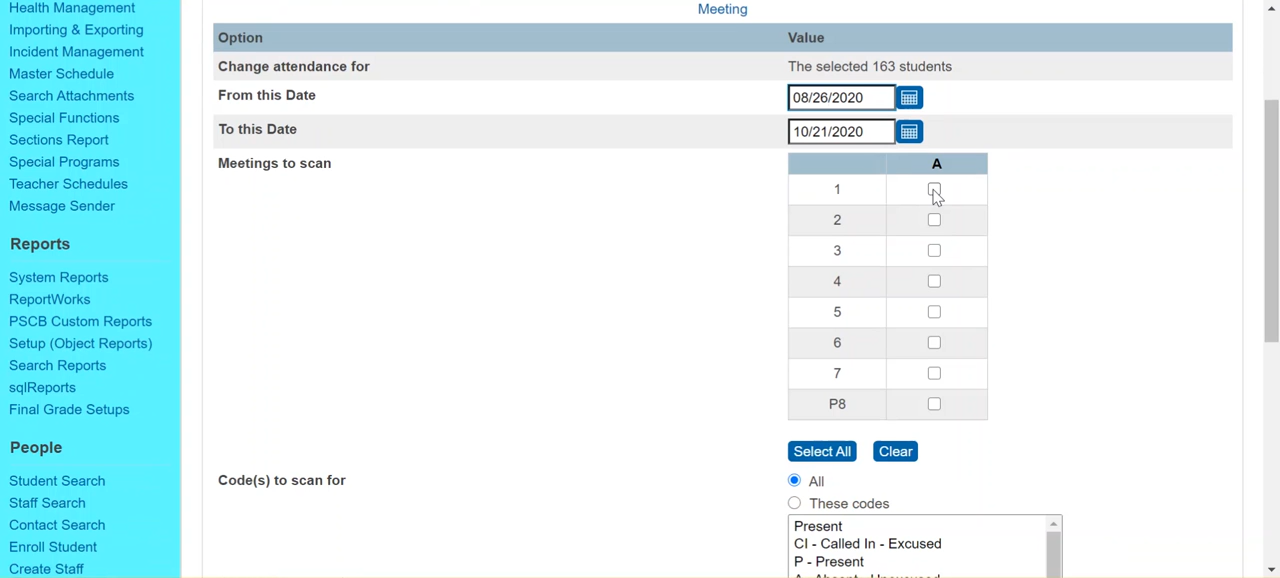 Health Management
Importing & Exporting
Incident Management
Master Schedule
Search Attachments
Special Functions
Sections Report
Special Programs
Teacher Schedules
Message Sender
Reports
System Reports
ReportWorks
PSCB Custom Reports
Setup (Object Reports)
Search Reports
sqlReports
Final Grade Setups
People
Student Search
Staff Search
Contact Search
Enroll Student
Create Staff
Meeting
Option Value
Change attendance for The selected 163 students
From this Date 08/26/2020
To this Date 10/21/2020
Meetings to scan
A
1
2
3
4
5
6
7
P8
Select All Clear
Code(s) to scan for
All
These codes
Present
CI - Called In - Excused
P - Present
A - Absent - Unexcused